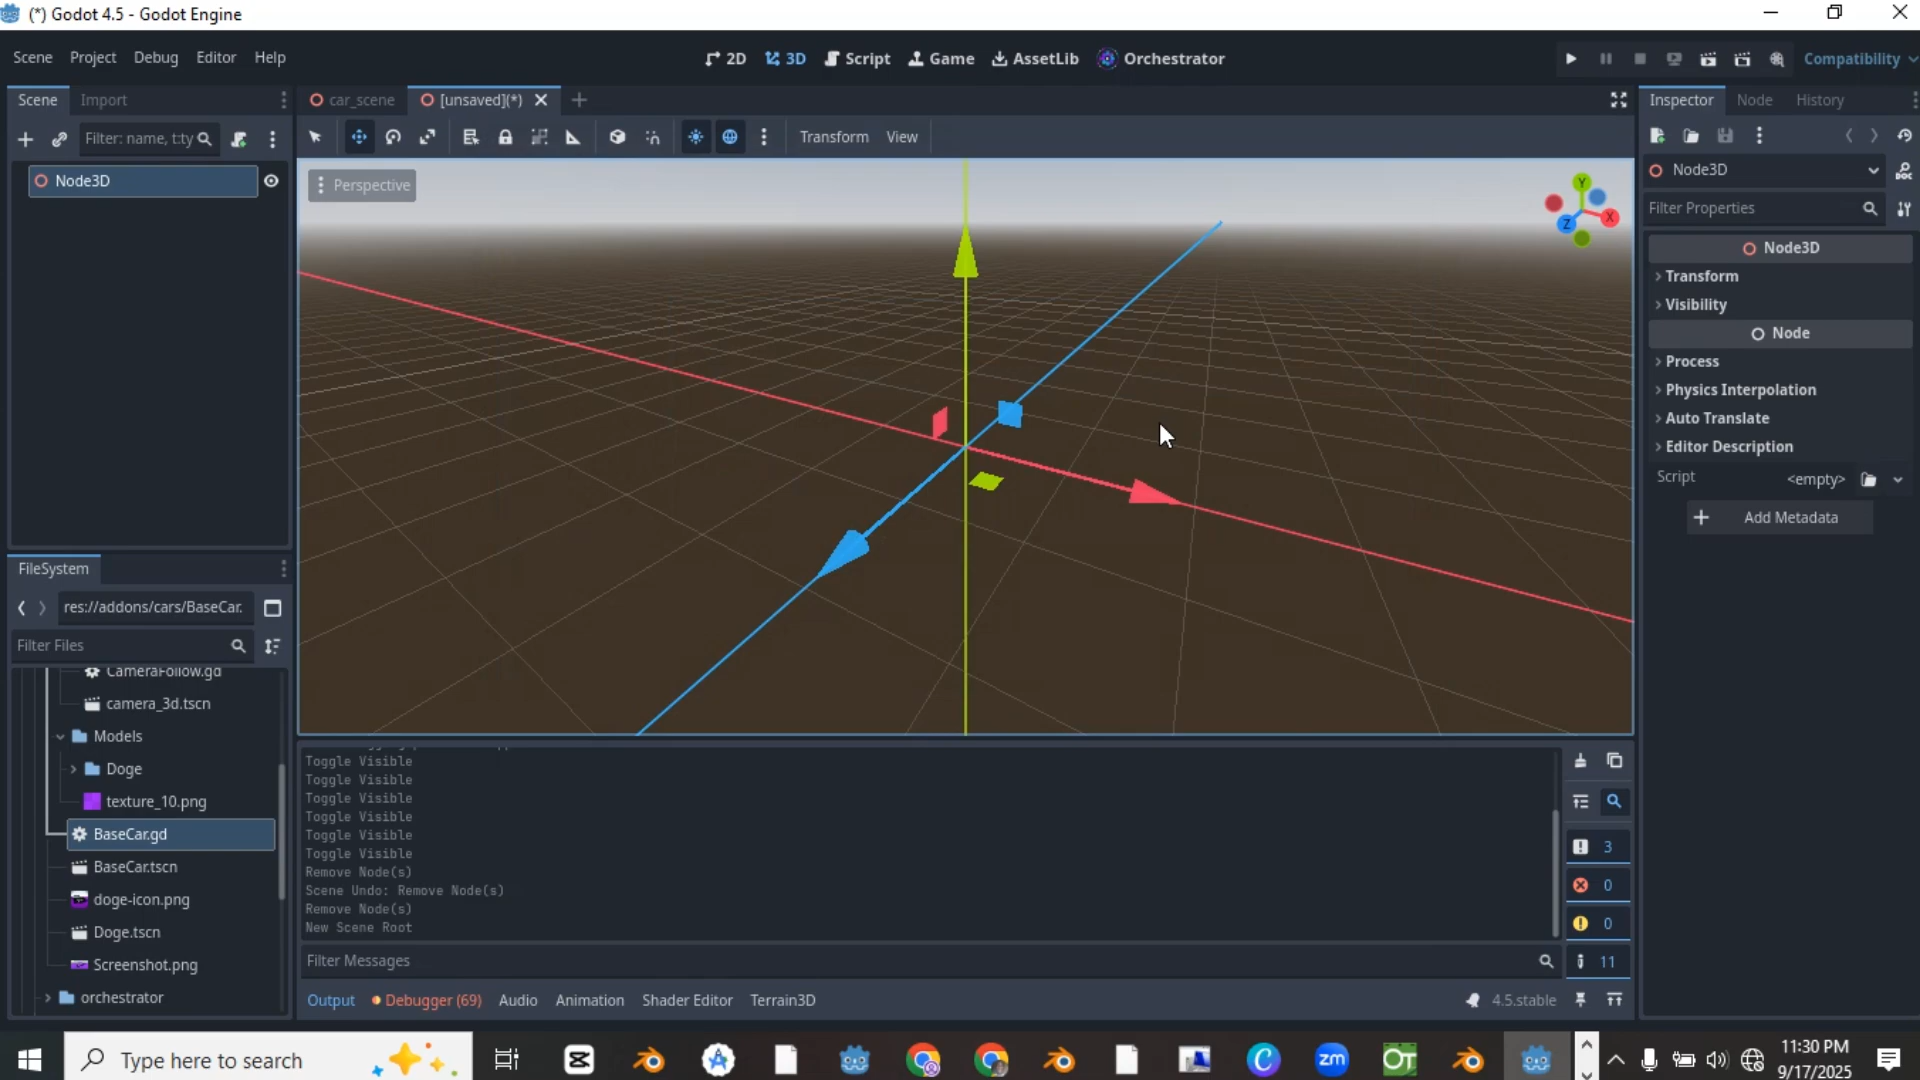 (*) Godot 4.5 - Godot Engine
Scene Project Debug Editor Help
2D 3D Script Game AssetLib Orchestrator
Compatibility
Scene Import
car_scene [unsaved](*)
Inspector Node History
Filter: name, t:ty
Transform View
Node3D
Perspective
Y
X
Z
Node3D
Filter Properties
Node3D
Transform
Visibility
Node
Process
Physics Interpolation
Auto Translate
Editor Description
Script <empty>
Add Metadata
FileSystem
res://addons/cars/BaseCar.
Filter Files
CameraFollow.gd
camera_3d.tscn
Models
Doge
texture_10.png
BaseCar.gd
BaseCar.tscn
doge-icon.png
Doge.tscn
Screenshot.png
orchestrator
Toggle Visible
Toggle Visible
Toggle Visible
Toggle Visible
Toggle Visible
Toggle Visible
Remove Node(s)
Scene Undo: Remove Node(s)
Remove Node(s)
New Scene Root
3
0
0
11
Filter Messages
Output Debugger (69) Audio Animation Shader Editor Terrain3D
4.5.stable
Type here to search
zm
OT
11:30 PM
9/17/2025